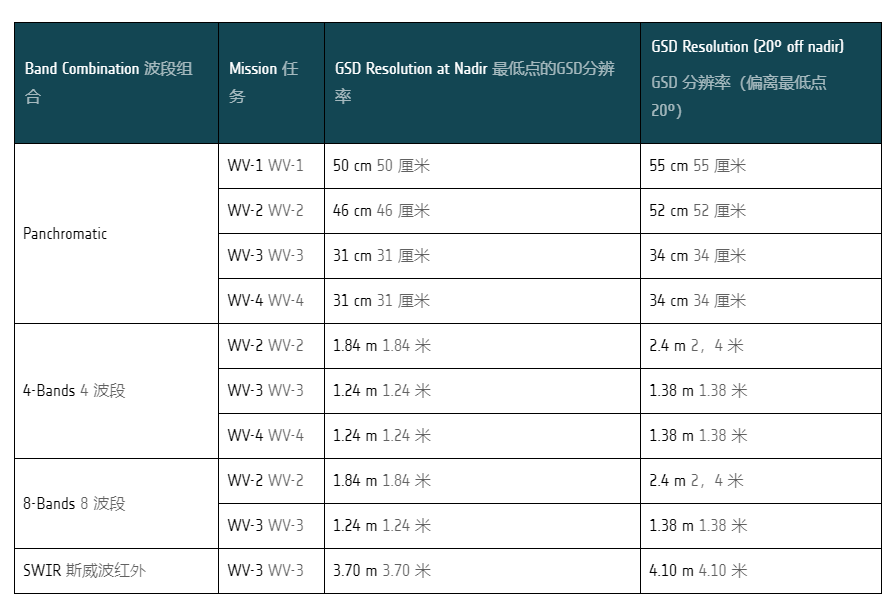 Band Combination 波段组
合
Mission 任
务
GSD Resolution at Nadir 最低点的GSD分辨
率
GSD Resolution (20º off nadir)
GSD 分辨率（偏离最低点
20º）
Panchromatic
WV-1 WV-1
50 cm 50 厘米
55 cm 55 厘米
WV-2 WV-2
46 cm 46 厘米
52 cm 52 厘米
WV-3 WV-3
31 cm 31 厘米
34 cm 34 厘米
WV-4 WV-4
31 cm 31 厘米
34 cm 34 厘米
4-Bands 4 波段
WV-2 WV-2
1.84 m 1.84 米
2.4 m 2，4 米
WV-3 WV-3
1.24 m 1.24 米
1.38 m 1.38 米
WV-4 WV-4
1.24 m 1.24 米
1.38 m 1.38 米
8-Bands 8 波段
WV-2 WV-2
1.84 m 1.84 米
2.4 m 2，4 米
WV-3 WV-3
1.24 m 1.24 米
1.38 m 1.38 米
SWIR 斯威波红外
WV-3 WV-3
3.70 m 3.70 米
4.10 m 4.10 米